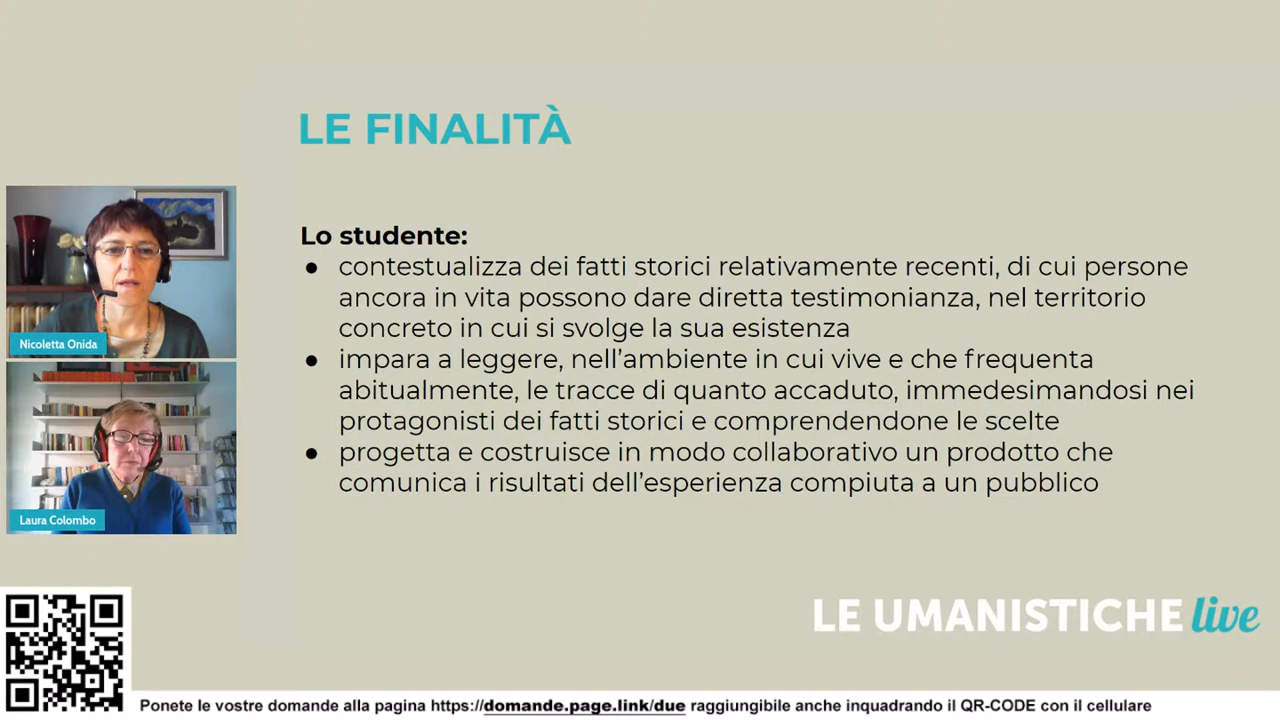 LE FINALITÀ
Lo studente:
● contestualizza dei fatti storici relativamente recenti, di cui persone
ancora in vita possono dare diretta testimonianza, nel territorio
concreto in cui si svolge la sua esistenza
● impara a leggere, nell’ambiente in cui vive e che frequenta
abitualmente, le tracce di quanto accaduto, immedesimandosi nei
protagonisti dei fatti storici e comprendendone le scelte
● progetta e costruisce in modo collaborativo un prodotto che
comunica i risultati dell’esperienza compiuta a un pubblico
Nicoletta Onida
Laura Colombo
LE UMANISTICHE live
Ponete le vostre domande alla pagina https://domande.page.link/due raggiungibile anche inquadrando il QR-CODE con il cellulare